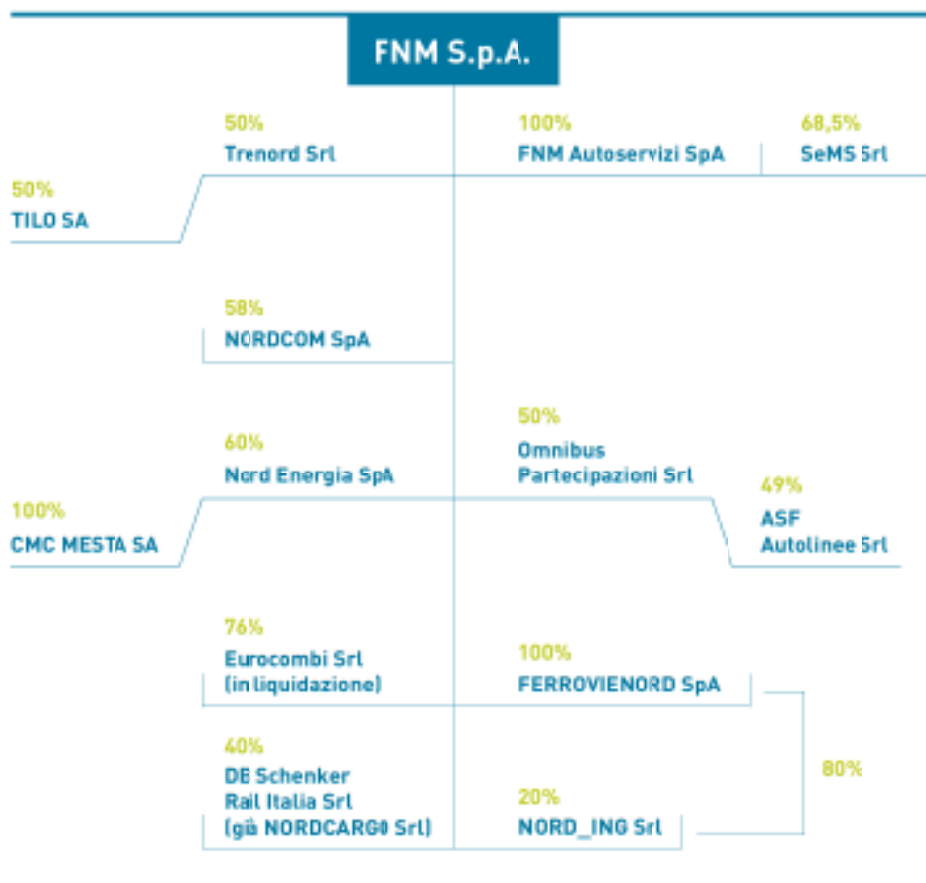 FNM S.p.A.
50%
Trenord Srl
100%
FNM Autoservizi SpA
68,5%
SeMS Srl
50%
TILO SA
58%
NORDCOM SpA
50%
Omnibus
Partecipazioni Srl
60%
Nord Energia SpA
49%
ASF
Autolinee Srl
100%
CMC MESTA SA
76%
Eurocombi Srl
(in liquidazione)
100%
FERROVIENORD SpA
40%
DB Schenker
Rail Italia Srl
(già NORDCARGO Srl)
80%
20%
NORD_ING Srl